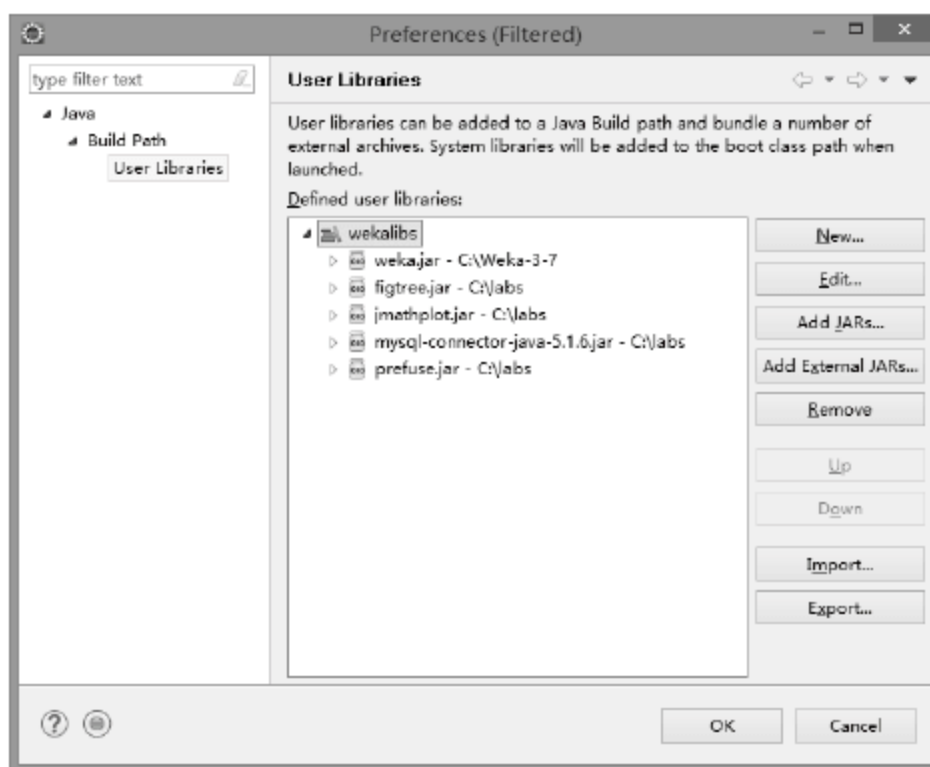 Preferences (Filtered)
type filter text
Java
Build Path
User Libraries
User Libraries
User libraries can be added to a Java Build path and bundle a number of
external archives. System libraries will be added to the boot class path when
launched.
Defined user libraries:
wekalibs
weka.jar - C:\Weka-3-7
figtree.jar - C:\labs
jmathplot.jar - C:\labs
mysql-connector-java-5.1.6.jar - C:\labs
prefuse.jar - C:\labs
New...
Edit...
Add JARs...
Add External JARs...
Remove
Up
Down
Import...
Export...
OK
Cancel